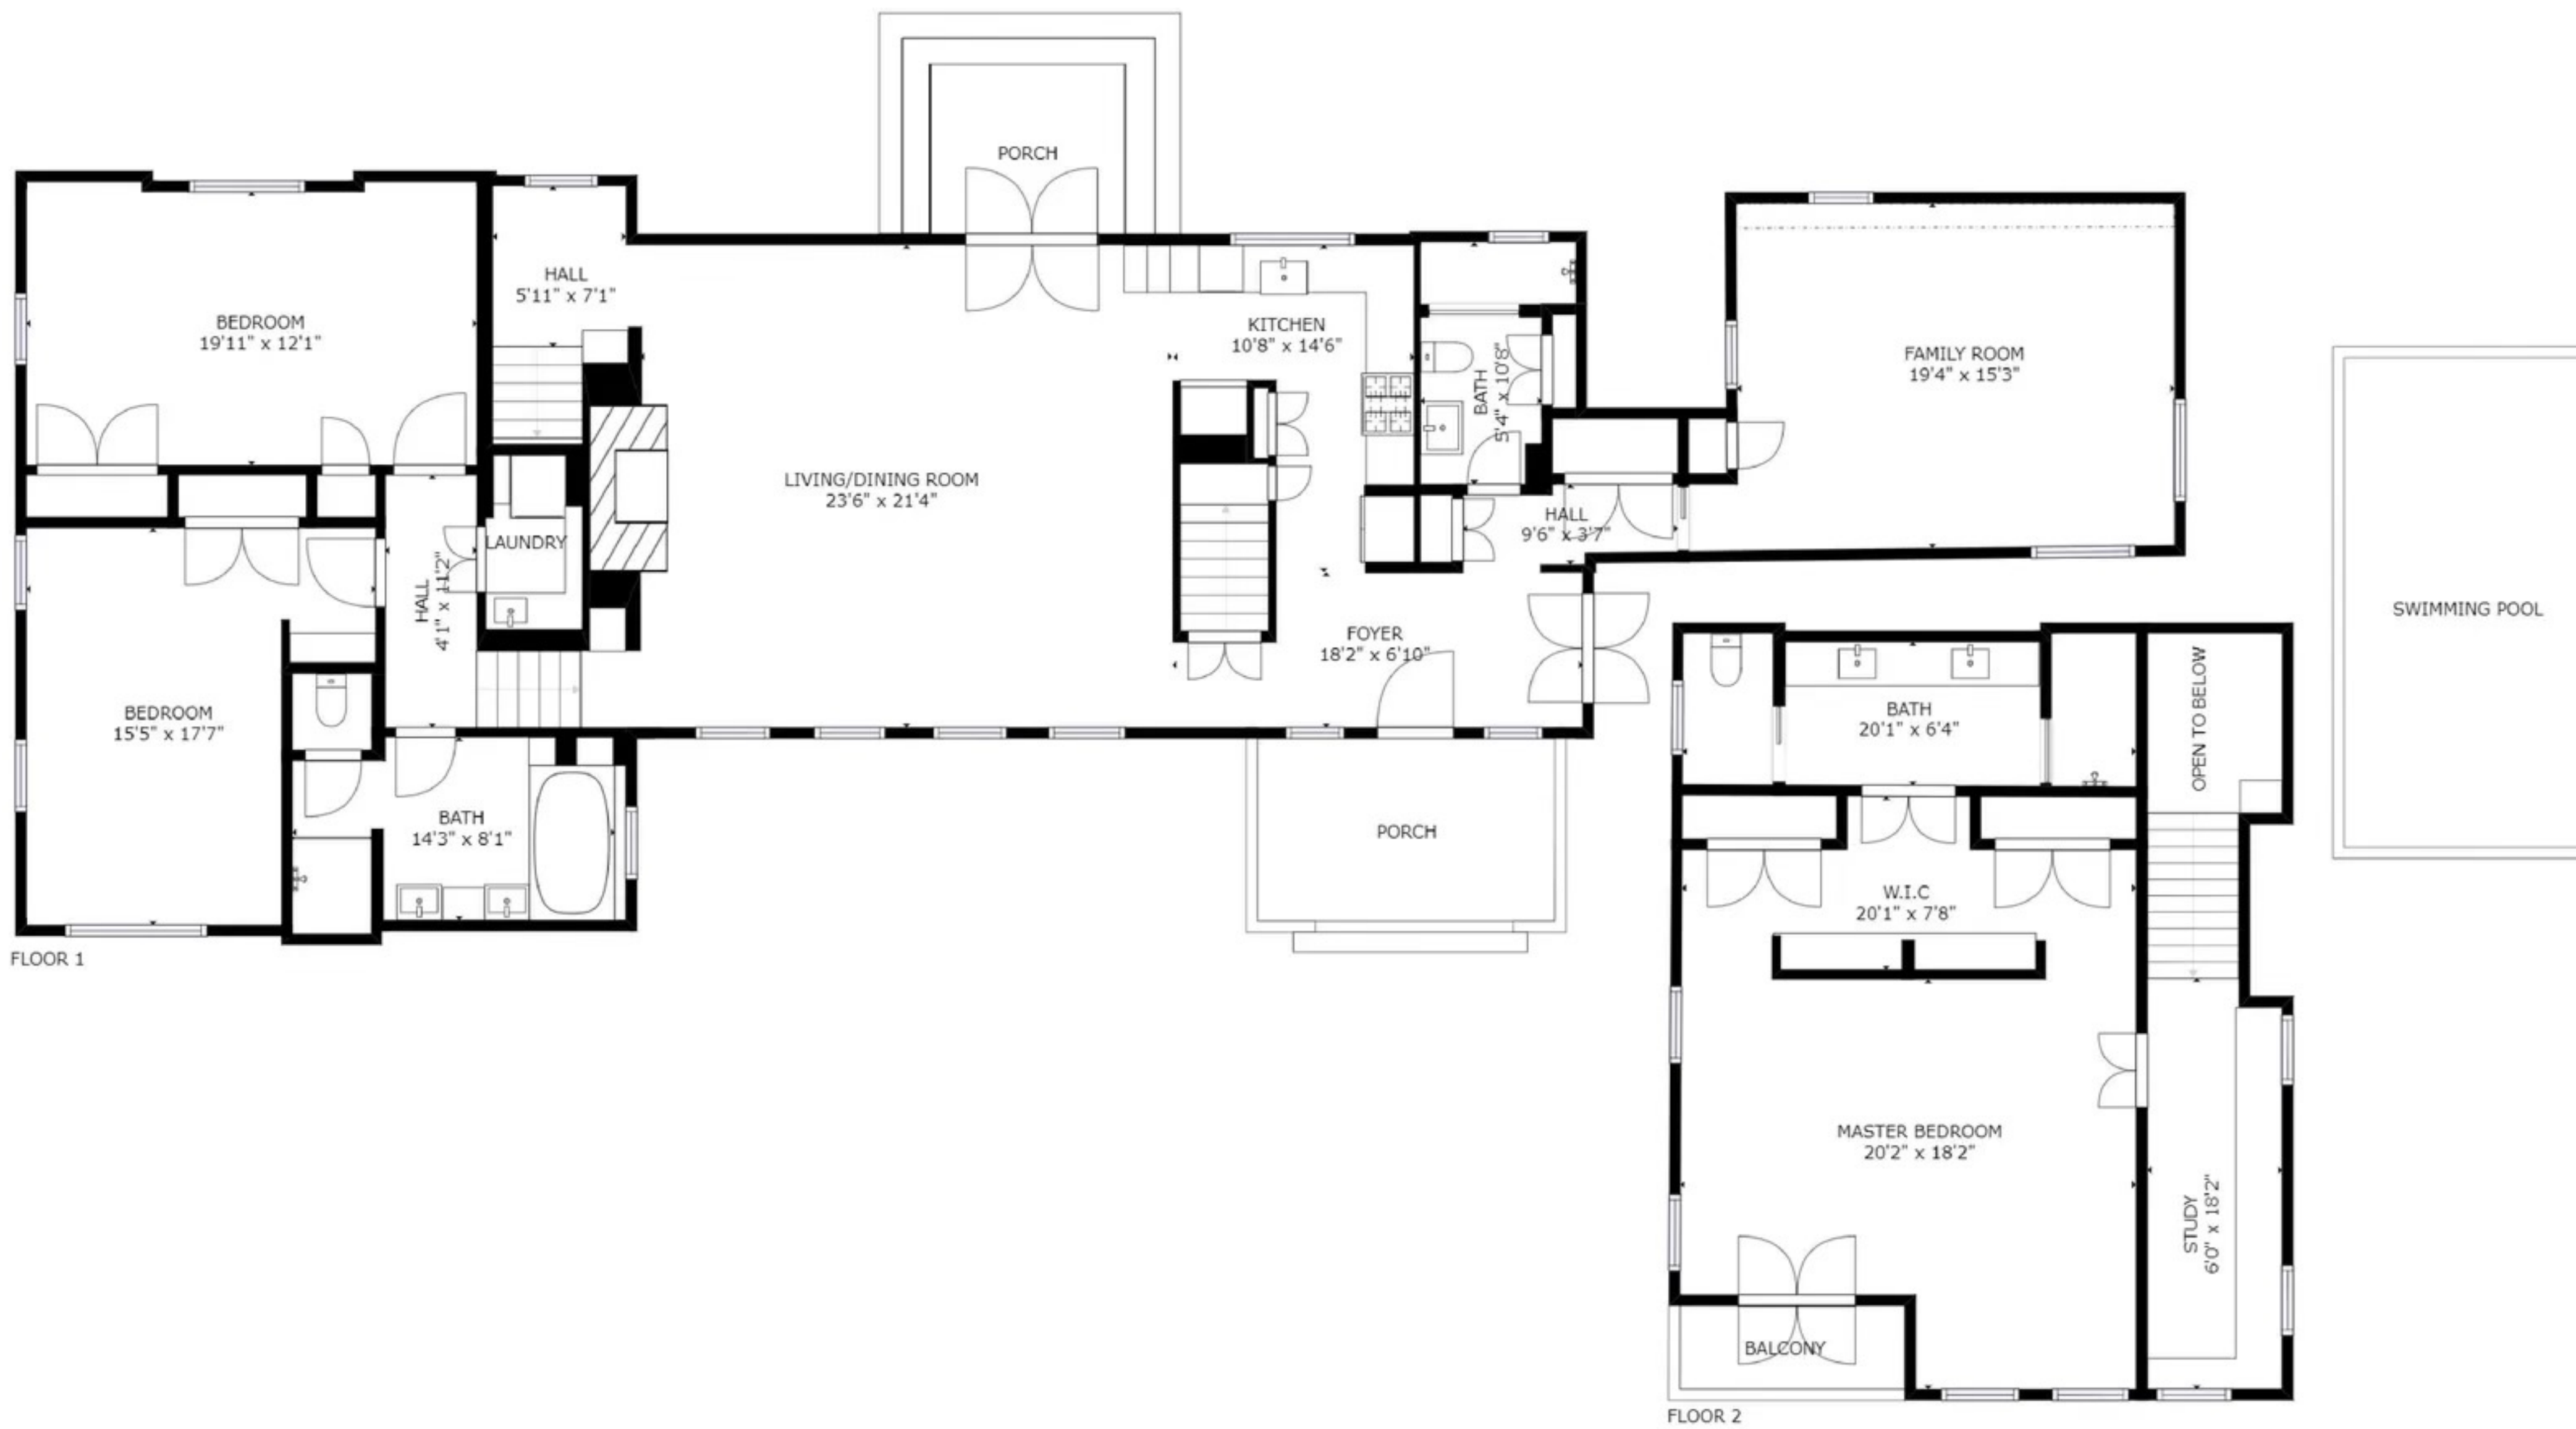 PORCH
HALL
5'11" x 7'1"
BEDROOM
19'11" x 12'1"
KITCHEN
10'8" x 14'6"
BATH
5'4" x 10'8"
FAMILY ROOM
19'4" x 15'3"
LIVING/DINING ROOM
23'6" x 21'4"
HALL
9'6" x 3'7"
LAUNDRY
HALL
4'1" x 11'2"
FOYER
18'2" x 6'10"
SWIMMING POOL
BEDROOM
15'5" x 17'7"
BATH
14'3" x 8'1"
PORCH
FLOOR 1
BATH
20'1" x 6'4"
OPEN TO BELOW
W.I.C
20'1" x 7'8"
MASTER BEDROOM
20'2" x 18'2"
STUDY
6'0" x 18'2"
BALCONY
FLOOR 2